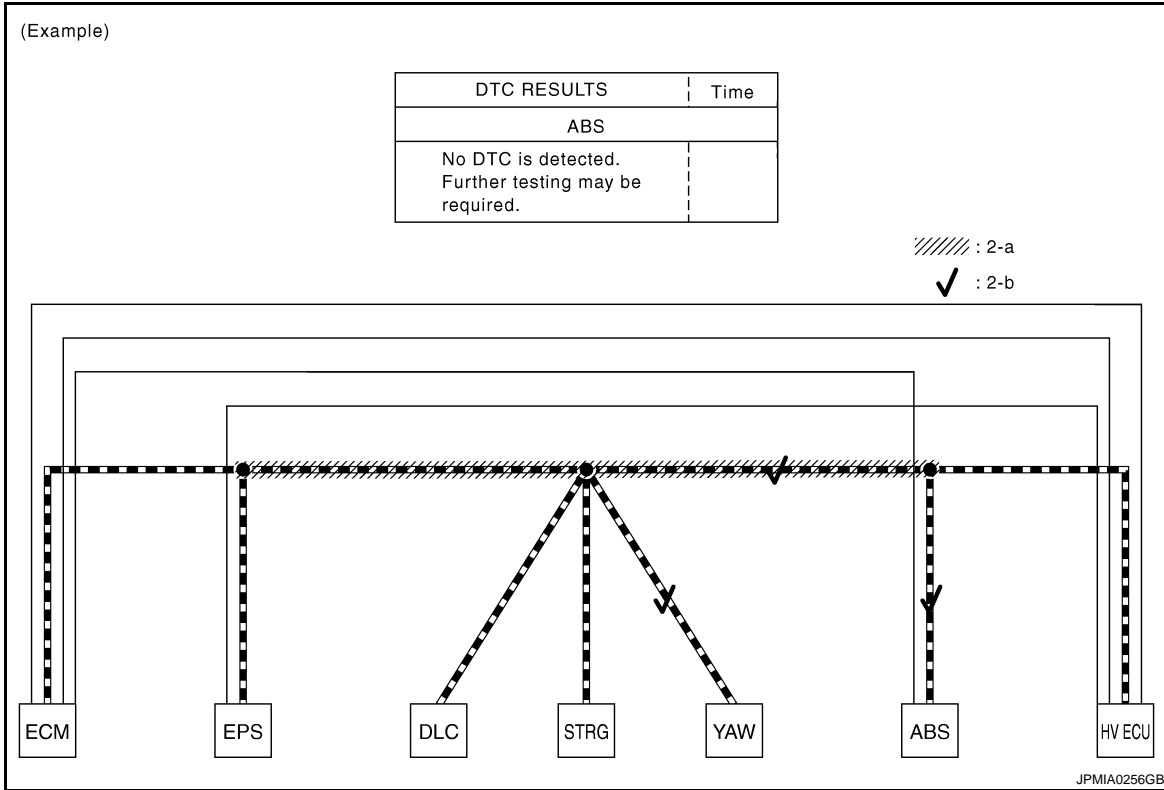 (Example)
DTC RESULTS Time
ABS
No DTC is detected.
Further testing may be
required.
: 2-a
: 2-b
ECM EPS DLC STRG YAW ABS HV ECU
JPMIA0256GB